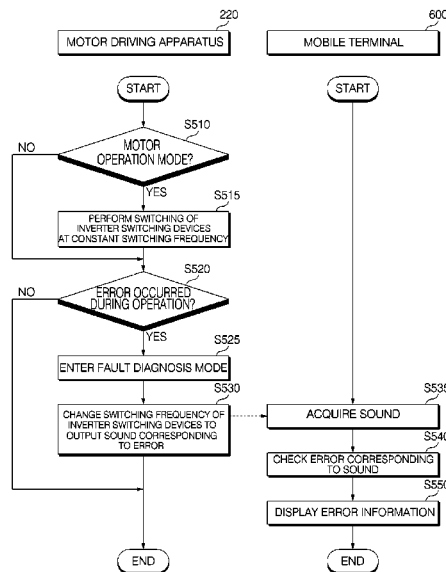 220
600
MOTOR DRIVING APPARATUS
MOBILE TERMINAL
START
START
S510
MOTOR
OPERATION MODE?
NO
YES
S515
PERFORM SWITCHING OF
INVERTER SWITCHING DEVICES
AT CONSTANT SWITCHING FREQUENCY
S520
ERROR OCCURRED
DURING OPERATION?
NO
YES
S525
ENTER FAULT DIAGNOSIS MODE
S530
CHANGE SWITCHING FREQUENCY OF
INVERTER SWITCHING DEVICES TO
OUTPUT SOUND CORRESPONDING
TO ERROR
S535
ACQUIRE SOUND
S540
CHECK ERROR CORRESPONDING
TO SOUND
S550
DISPLAY ERROR INFORMATION
END
END